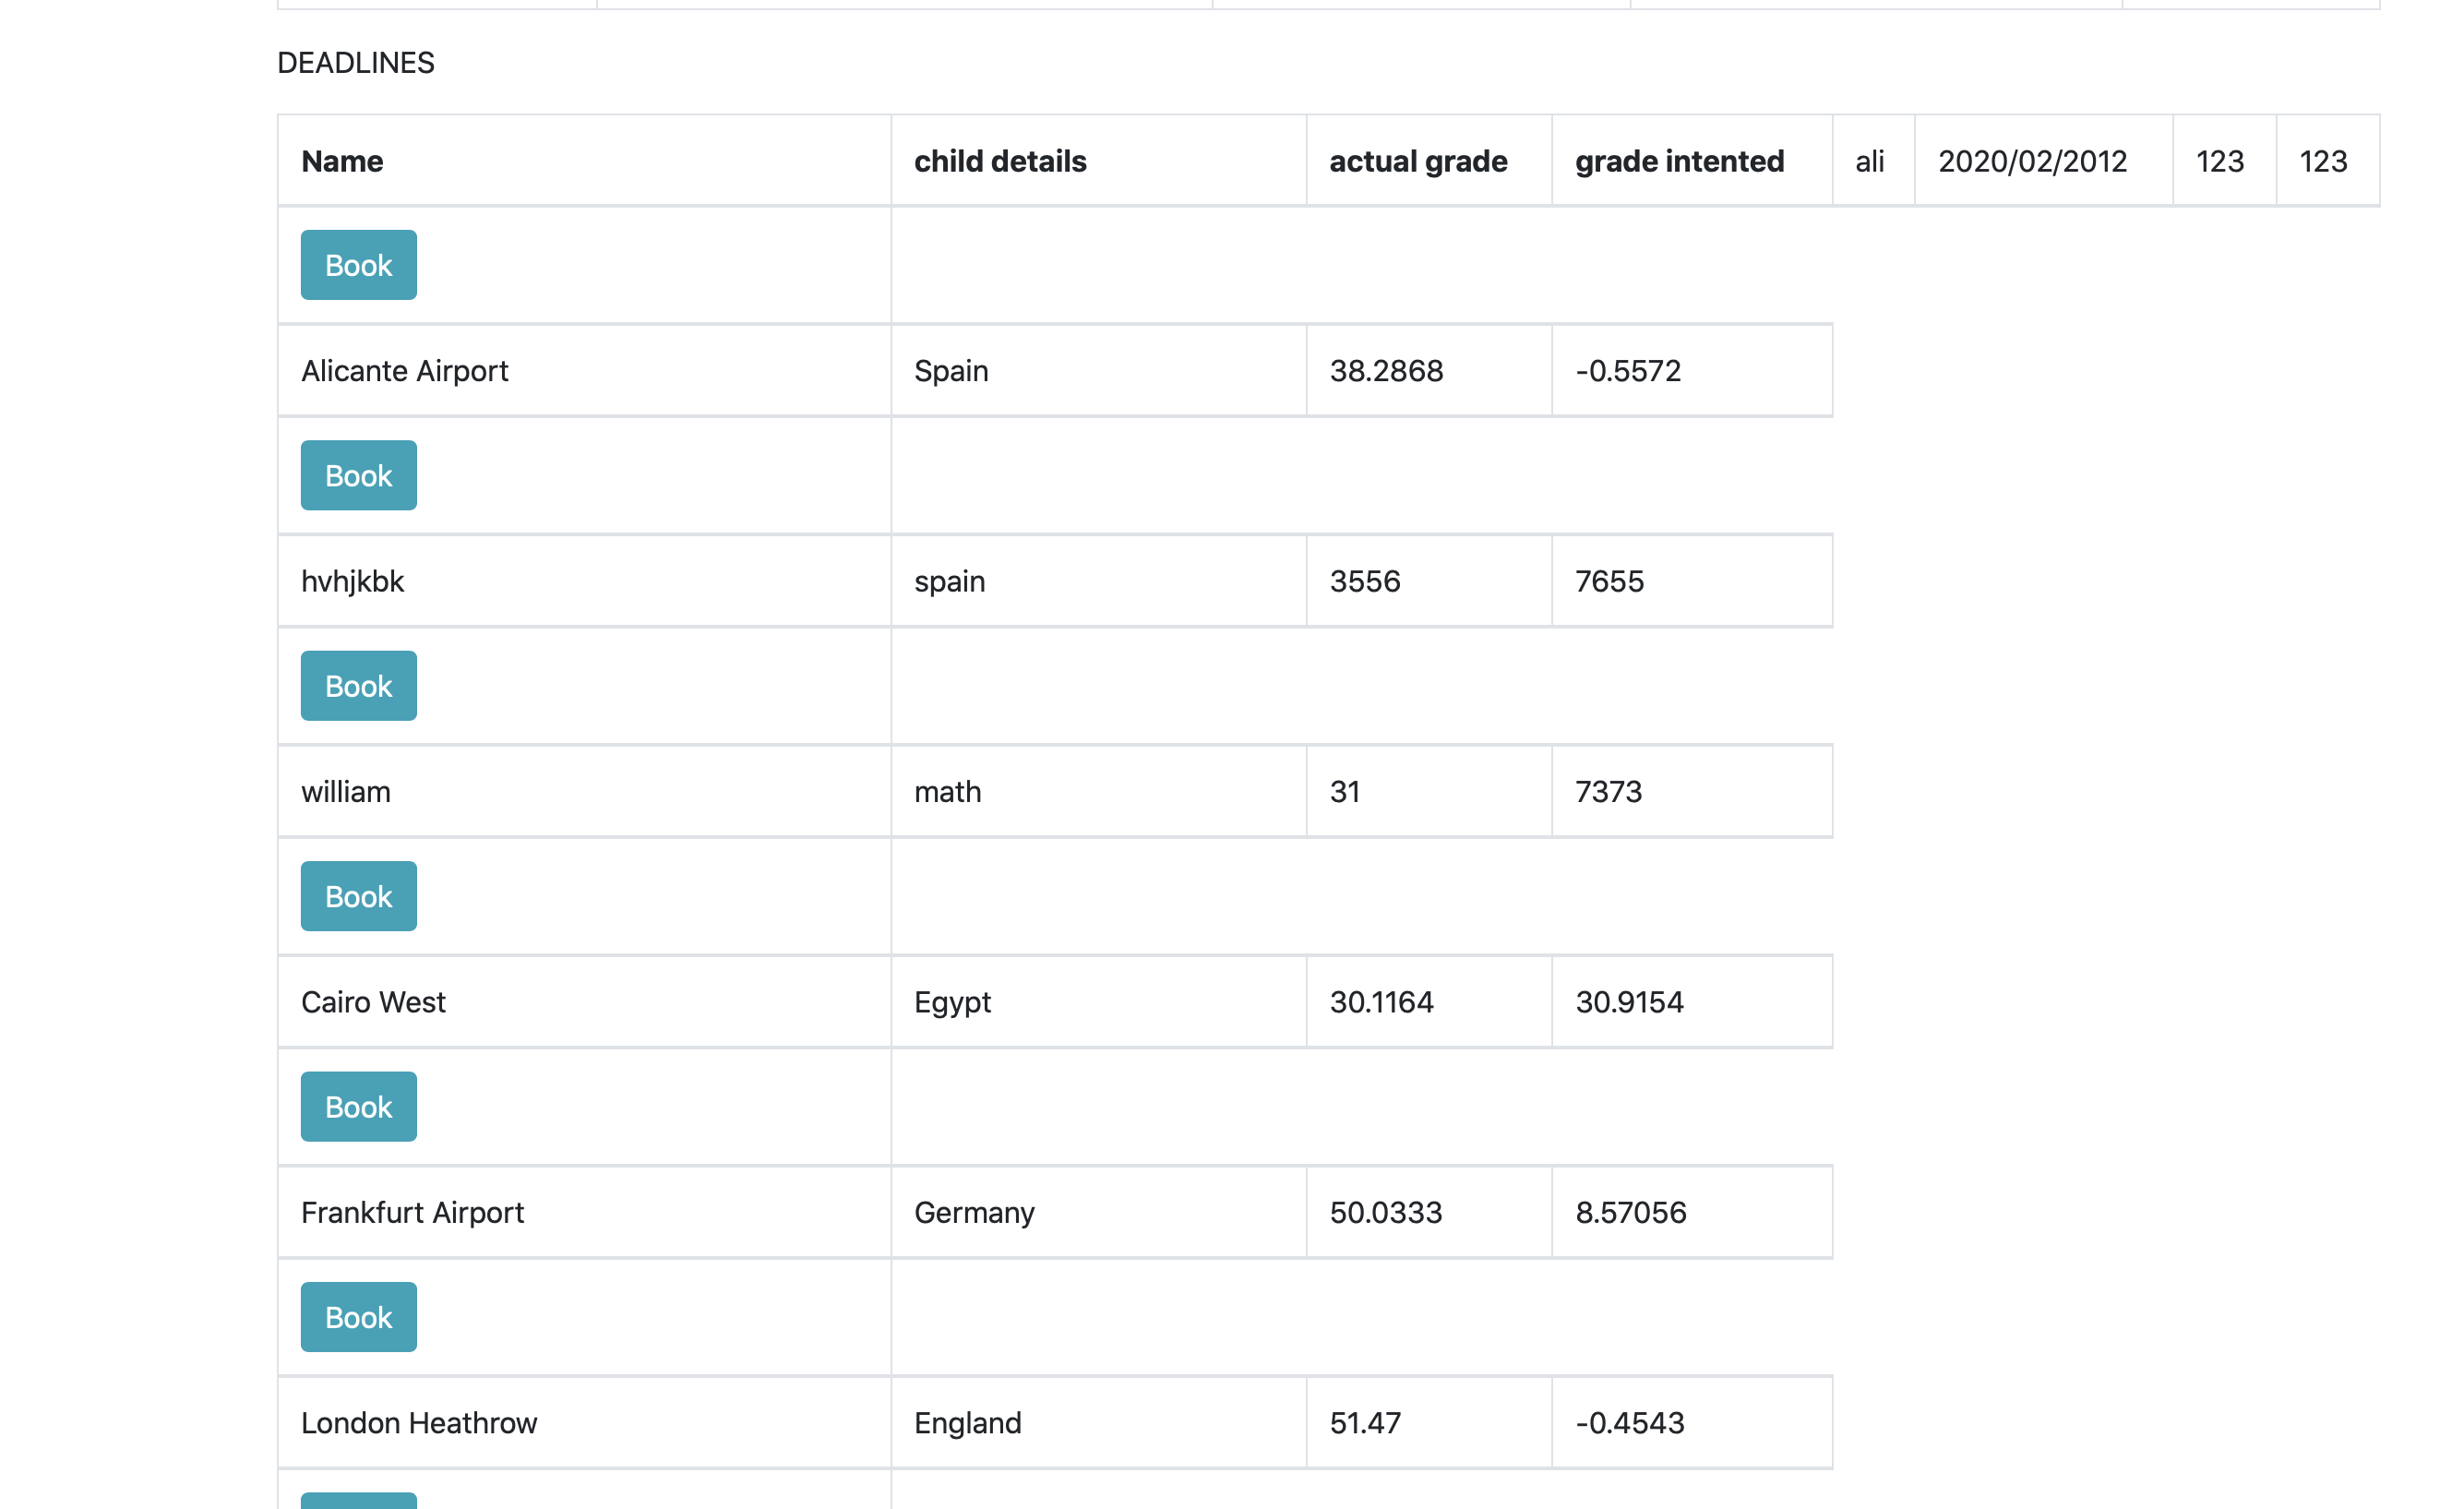 DEADLINES
Name child details actual grade grade intented ali 2020/02/2012 123 123
Book
Alicante Airport Spain 38.2868 -0.5572
Book
hvhjkbk spain 3556 7655
Book
william math 31 7373
Book
Cairo West Egypt 30.1164 30.9154
Book
Frankfurt Airport Germany 50.0333 8.57056
Book
London Heathrow England 51.47 -0.4543